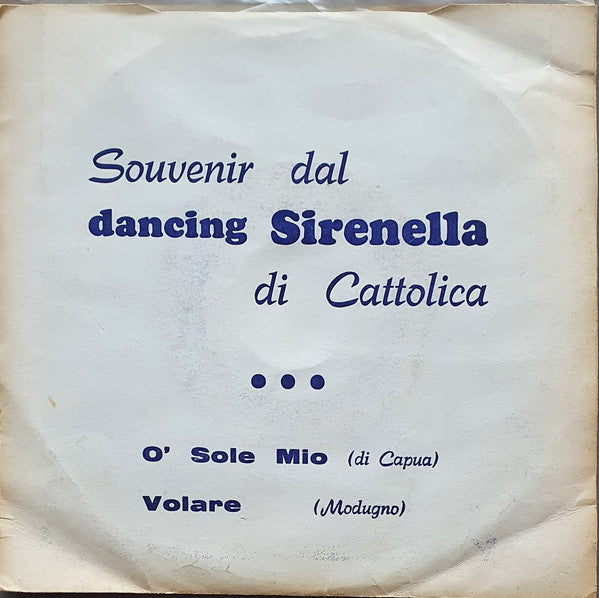 Souvenir dal
dancing Sirenella
di Cattolica
•••
O' Sole Mio (di Capua)
Volare (Modugno)